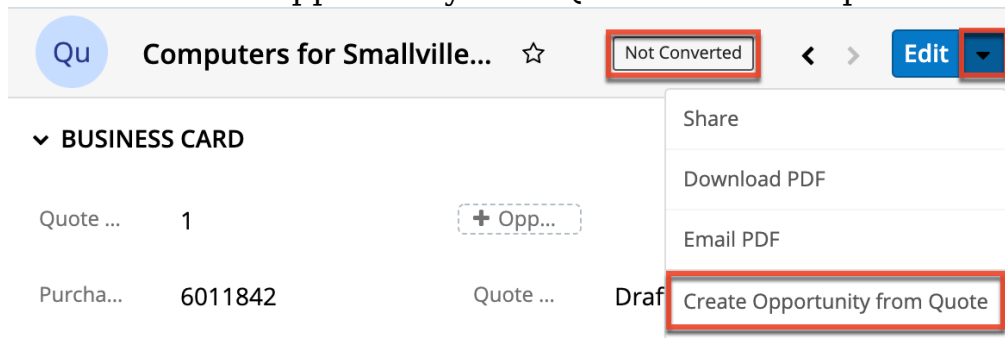 Qu Computers for Smallville... Not Converted Edit
BUSINESS CARD
Share
Download PDF
Quote ... 1 + Opp...
Email PDF
Purcha... 6011842 Quote ... Draf
Create Opportunity from Quote